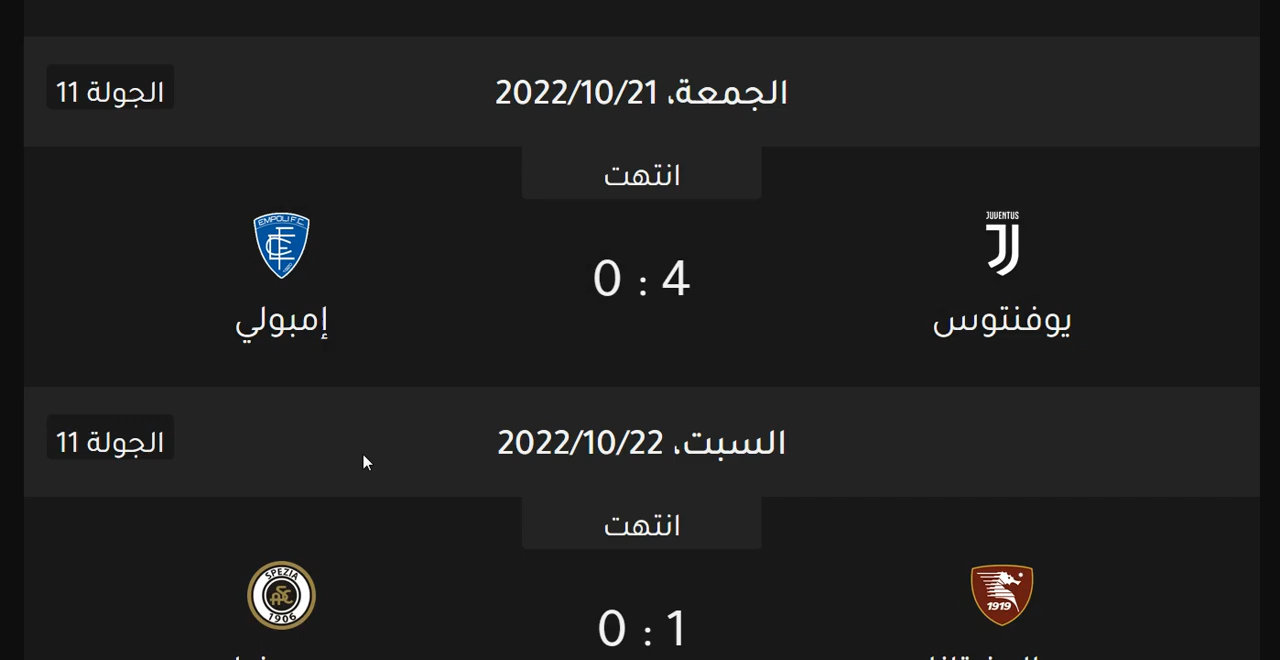 الجمعة، 2022/10/21
الجولة 11
انتهت
JUVENTUS
EMPOLI F.C
4 : 0
يوفنتوس
إمبولي
السبت، 2022/10/22
الجولة 11
انتهت
1919
SPEZIA
1906
1 : 0